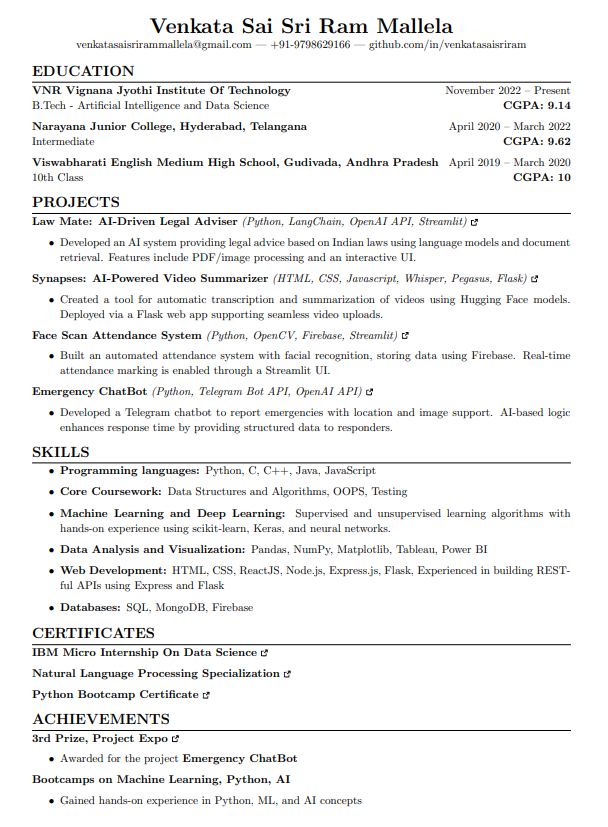 Venkata Sai Sri Ram Mallela
venkatasaisrirammallela@gmail.com — +91-9798629166 — github.com/in/venkatasaisriram
EDUCATION
VNR Vignana Jyothi Institute Of Technology November 2022 – Present
B.Tech - Artificial Intelligence and Data Science CGPA: 9.14
Narayana Junior College, Hyderabad, Telangana April 2020 – March 2022
Intermediate CGPA: 9.62
Viswabharati English Medium High School, Gudivada, Andhra Pradesh April 2019 – March 2020
10th Class CGPA: 10
PROJECTS
Law Mate: AI-Driven Legal Adviser (Python, LangChain, OpenAI API, Streamlit)
• Developed an AI system providing legal advice based on Indian laws using language models and document
retrieval. Features include PDF/image processing and an interactive UI.
Synapses: AI-Powered Video Summarizer (HTML, CSS, Javascript, Whisper, Pegasus, Flask)
• Created a tool for automatic transcription and summarization of videos using Hugging Face models.
Deployed via a Flask web app supporting seamless video uploads.
Face Scan Attendance System (Python, OpenCV, Firebase, Streamlit)
• Built an automated attendance system with facial recognition, storing data using Firebase. Real-time
attendance marking is enabled through a Streamlit UI.
Emergency ChatBot (Python, Telegram Bot API, OpenAI API)
• Developed a Telegram chatbot to report emergencies with location and image support. AI-based logic
enhances response time by providing structured data to responders.
SKILLS
• Programming languages: Python, C, C++, Java, JavaScript
• Core Coursework: Data Structures and Algorithms, OOPS, Testing
• Machine Learning and Deep Learning: Supervised and unsupervised learning algorithms with
hands-on experience using scikit-learn, Keras, and neural networks.
• Data Analysis and Visualization: Pandas, NumPy, Matplotlib, Tableau, Power BI
• Web Development: HTML, CSS, ReactJS, Node.js, Express.js, Flask, Experienced in building REST-
ful APIs using Express and Flask
• Databases: SQL, MongoDB, Firebase
CERTIFICATES
IBM Micro Internship On Data Science
Natural Language Processing Specialization
Python Bootcamp Certificate
ACHIEVEMENTS
3rd Prize, Project Expo
• Awarded for the project Emergency ChatBot
Bootcamps on Machine Learning, Python, AI
• Gained hands-on experience in Python, ML, and AI concepts